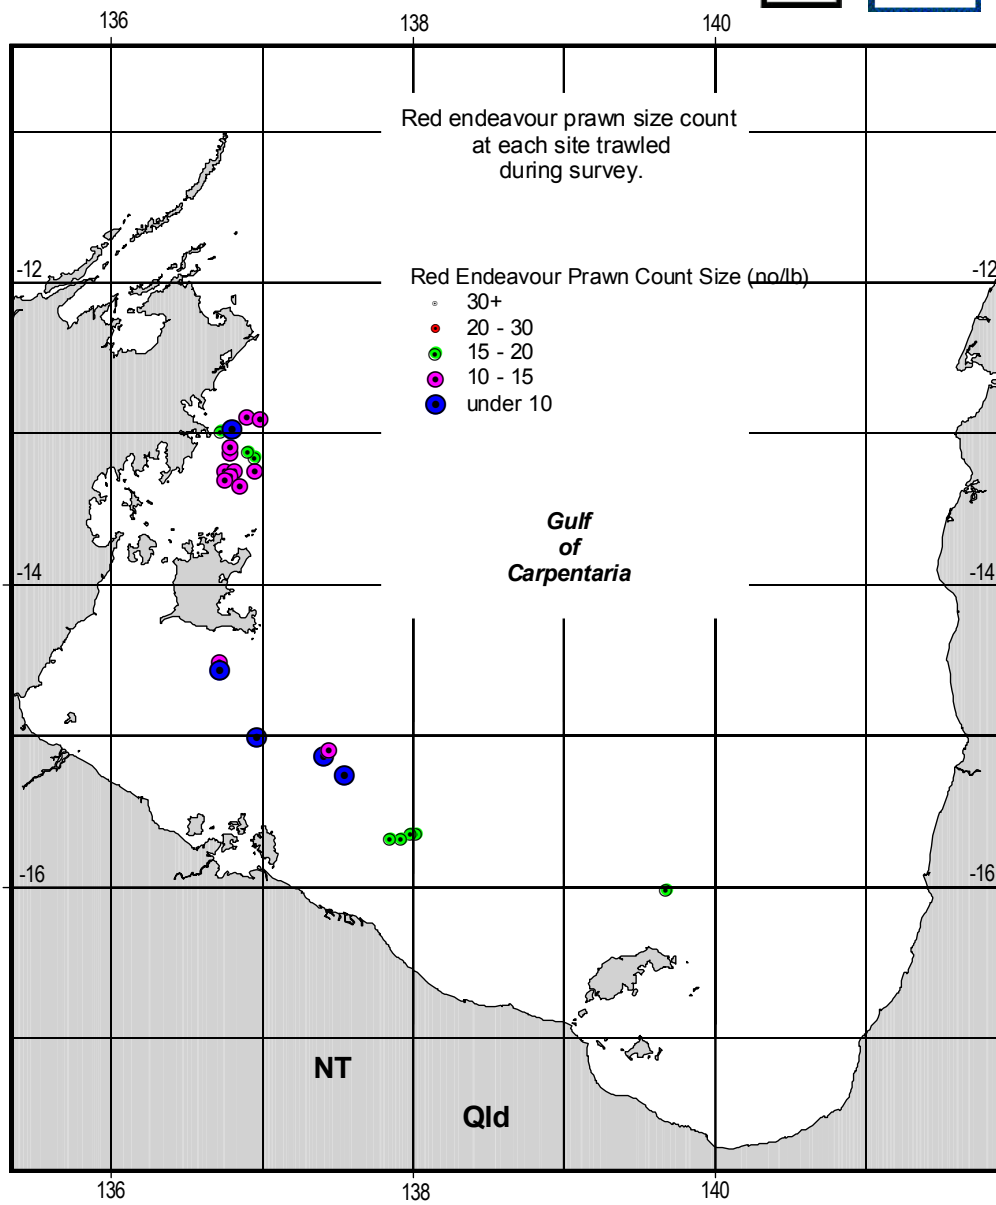 136 138 140
Red endeavour prawn size count
at each site trawled
during survey.
-12 -12
Red Endeavour Prawn Count Size (no/lb)
30+
20 - 30
15 - 20
10 - 15
under 10
Gulf
of
Carpentaria
-14 -14
-16 -16
NT
Qld
136 138 140